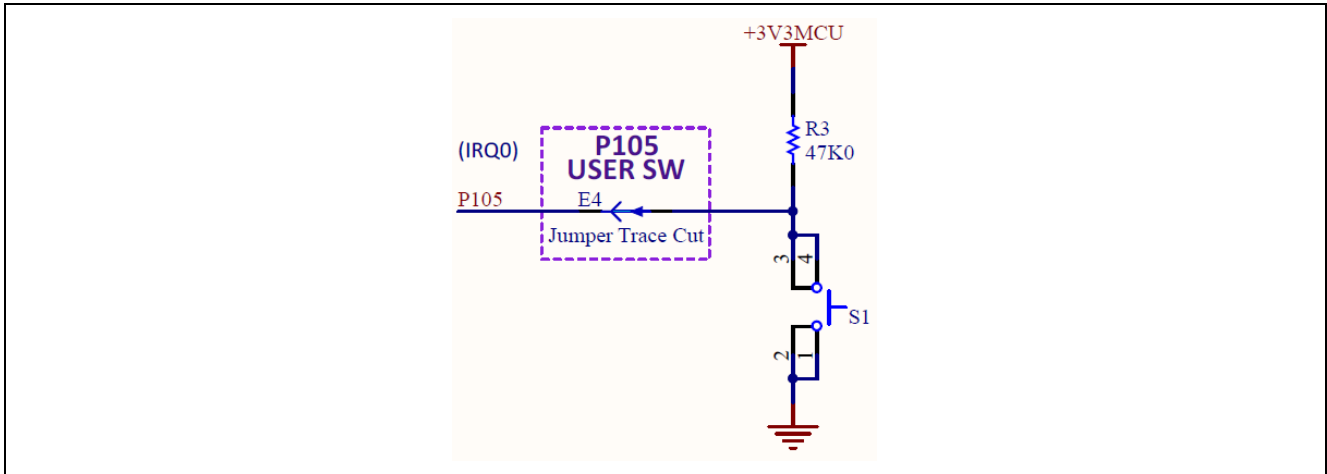 +3V3MCU
R3
47K0
(IRQ0)
P105
USER SW
P105
E4
Jumper Trace Cut
3
4
S1
2
1